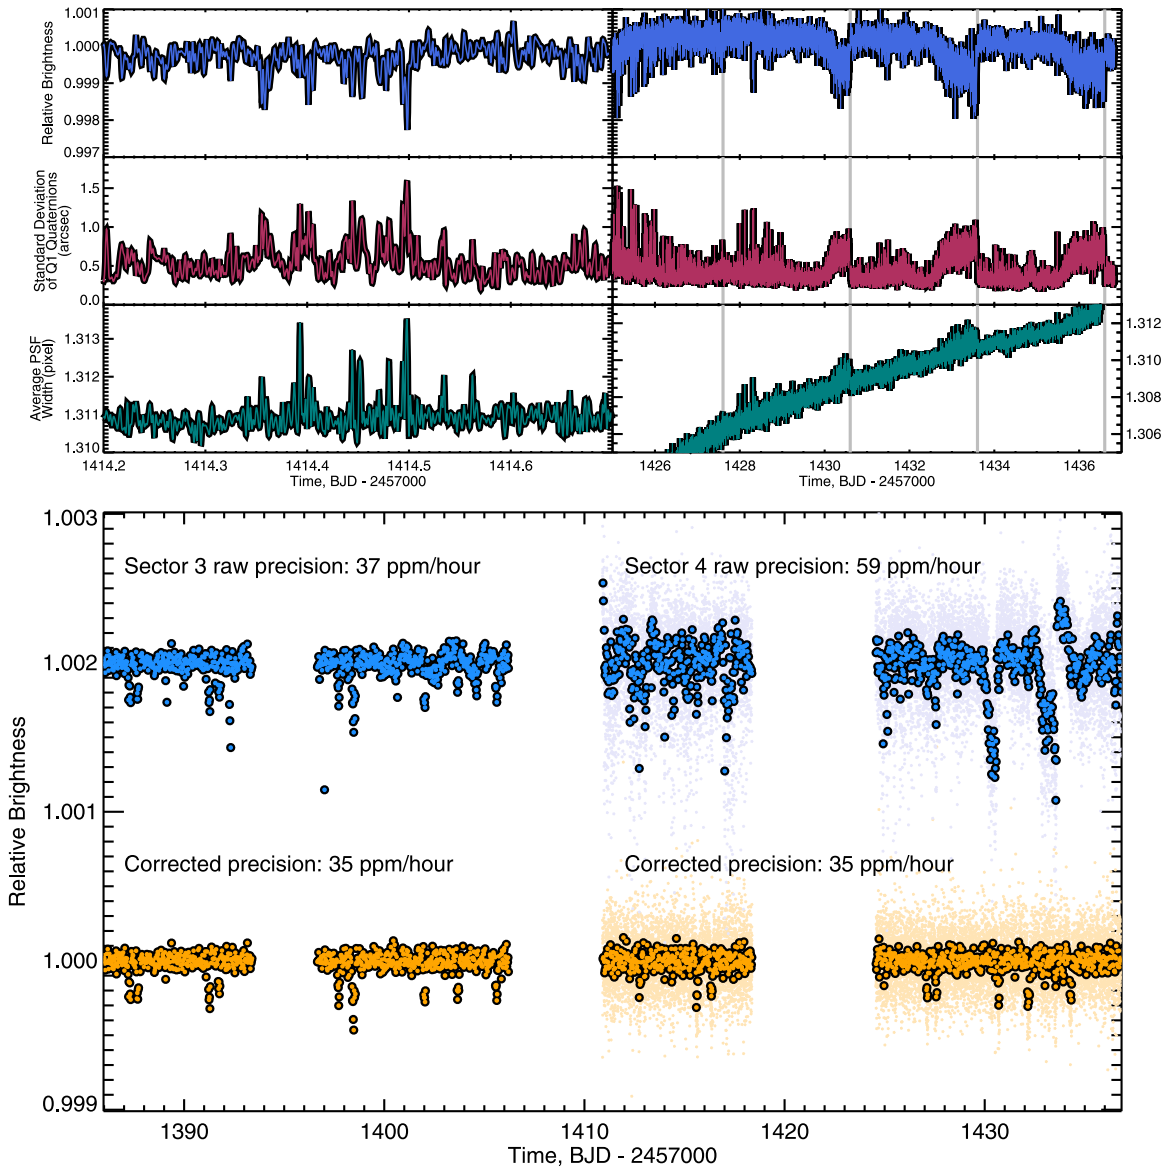 1.001
1.000
0.999
0.998
0.997
Relative Brightness
1.5
1.0
0.5
0.0
Standard Deviation
of Q1 Quaternions
(arcsec)
1.313
1.312
1.311
1.310
Average PSF
Width (pixel)
1.312
1.310
1.308
1.306
1414.2 1414.3 1414.4 1414.5 1414.6
1426 1428 1430 1432 1434 1436
Time, BJD - 2457000
Time, BJD - 2457000
1.003
Sector 3 raw precision: 37 ppm/hour
Sector 4 raw precision: 59 ppm/hour
1.002
1.001
Relative Brightness
Corrected precision: 35 ppm/hour
Corrected precision: 35 ppm/hour
1.000
0.999
1390 1400 1410 1420 1430
Time, BJD - 2457000